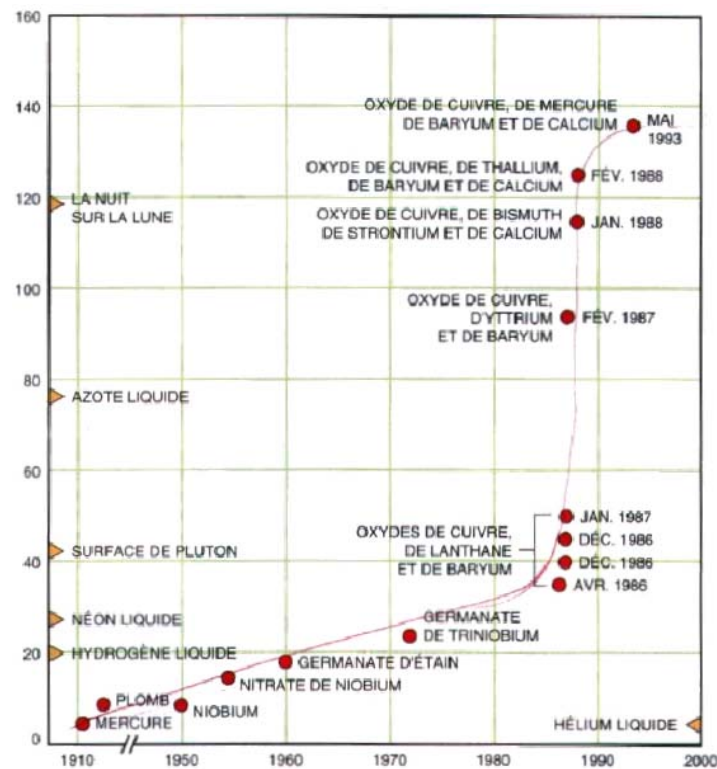 160
140
120
100
80
60
40
20
0
OXYDE DE CUIVRE, DE MERCURE
DE BARYUM ET DE CALCIUM
MAI
1993
OXYDE DE CUIVRE, DE THALLIUM,
DE BARYUM ET DE CALCIUM
FÉV. 1988
LA NUIT
SUR LA LUNE
OXYDE DE CUIVRE, DE BISMUTH
DE STRONTIUM ET DE CALCIUM
JAN. 1988
OXYDE DE CUIVRE,
D'YTTRIUM
ET DE BARYUM
FÉV. 1987
AZOTE LIQUIDE
JAN. 1987
OXYDES DE CUIVRE,
DE LANTHANE
ET DE BARYUM
DÉC. 1986
DÉC. 1986
AVR. 1986
SURFACE DE PLUTON
NÉON LIQUIDE
GERMANATE
DE TRINIOBIUM
HYDROGÈNE LIQUIDE
GERMANATE D'ÉTAIN
NITRATE DE NIOBIUM
PLOMB
NIOBIUM
MERCURE
HÉLIUM LIQUIDE
1910
1950
1960
1970
1980
1990
2000